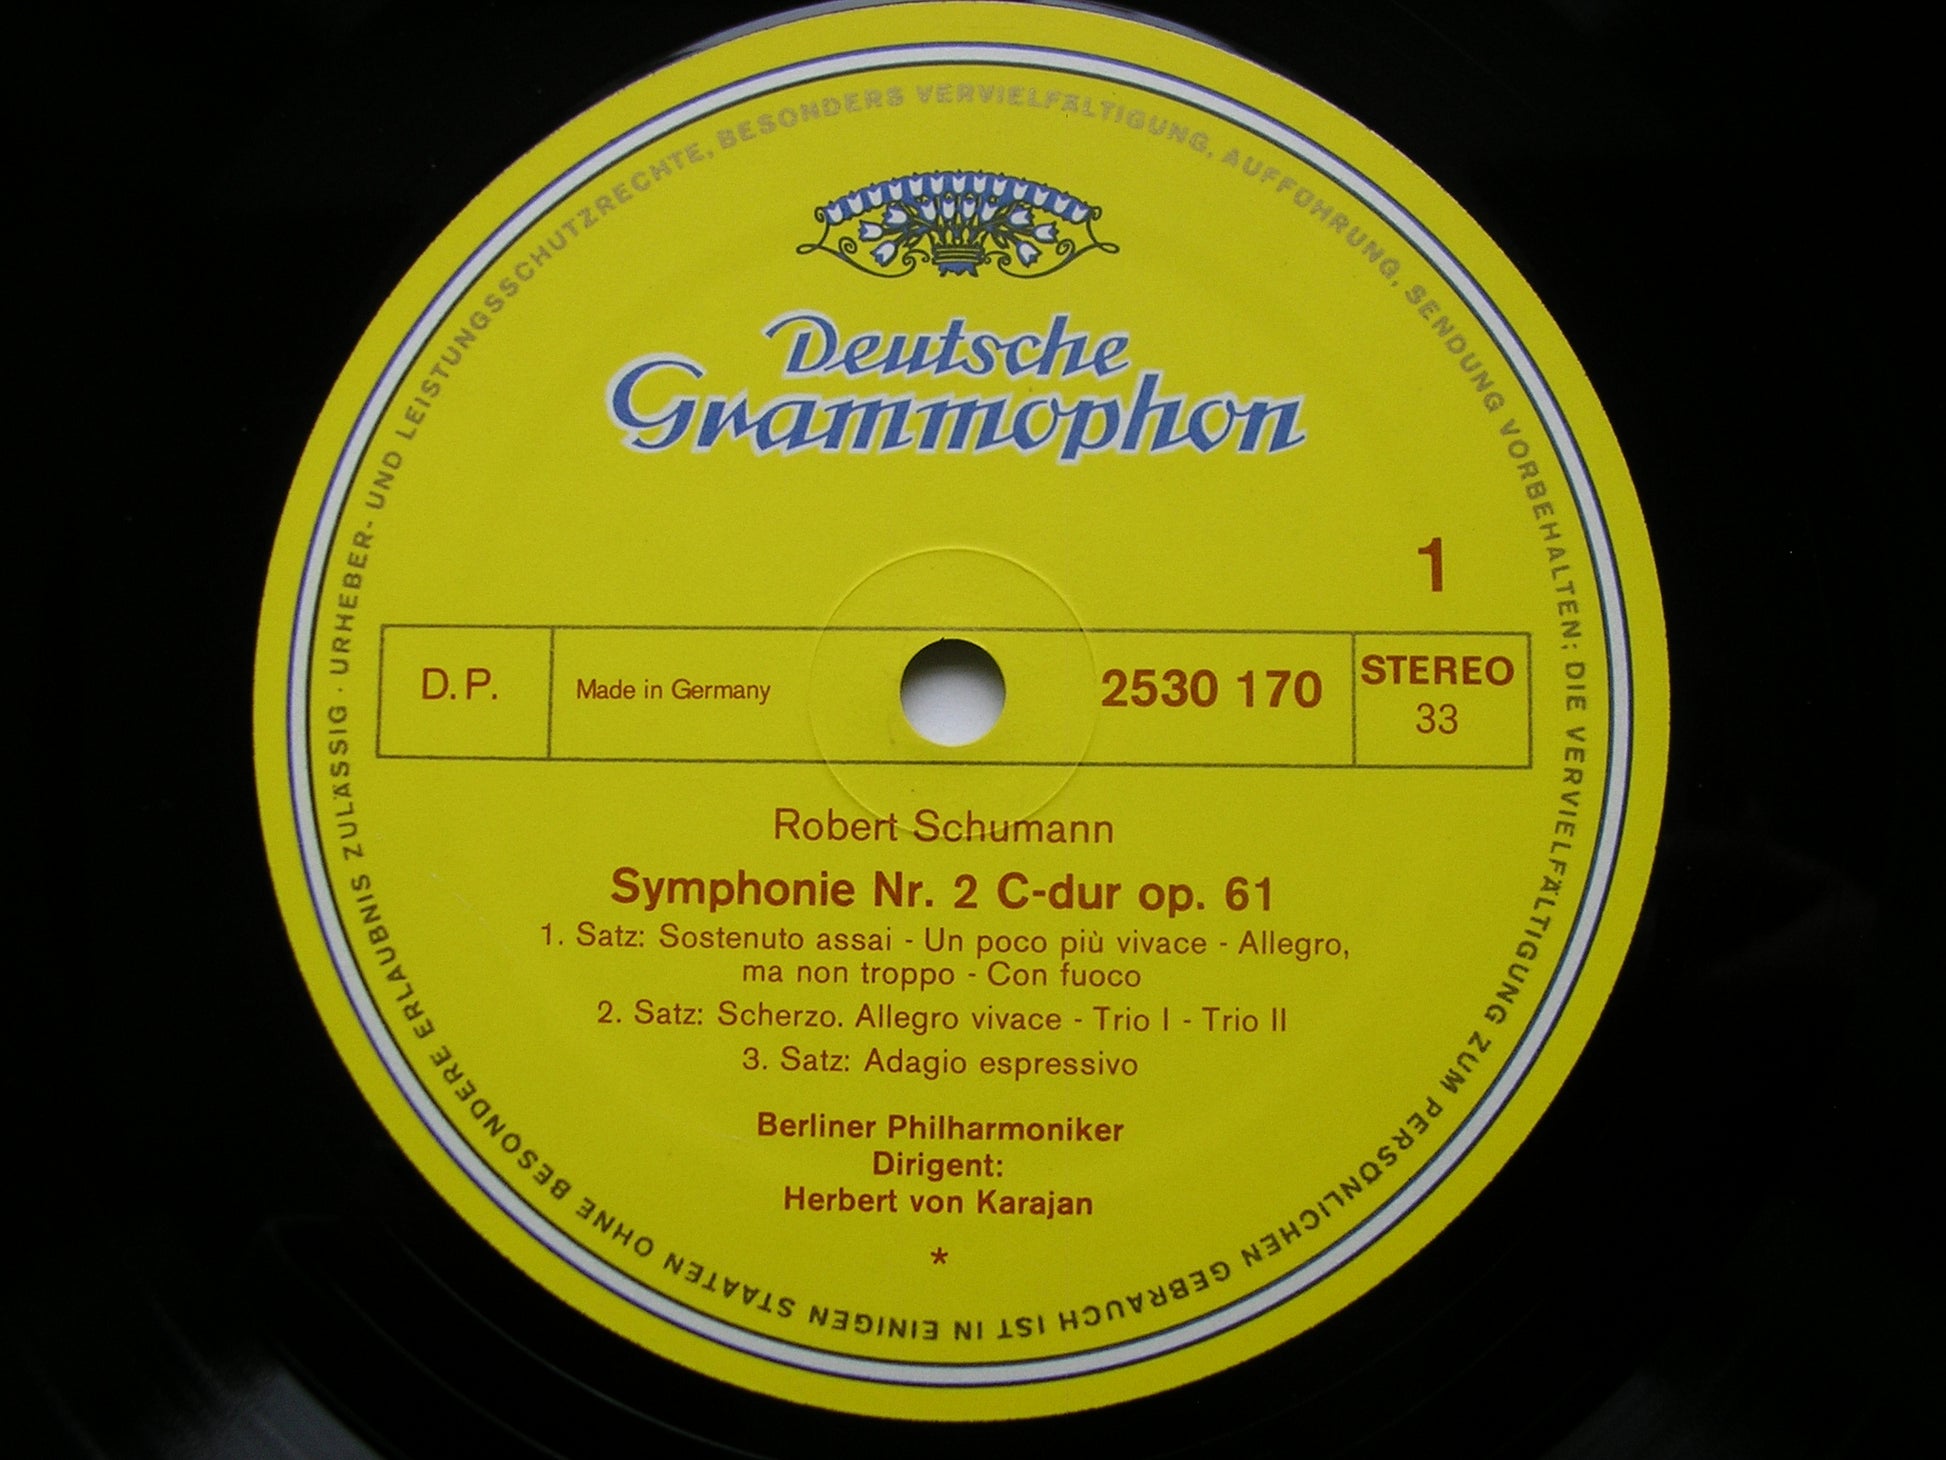 Deutsche
Grammophon
1
D.P.
Made in Germany
2530 170
STEREO
33
Robert Schumann
Symphonie Nr. 2 C-dur op. 61
1. Satz: Sostenuto assai - Un poco più vivace - Allegro,
ma non troppo - Con fuoco
2. Satz: Scherzo. Allegro vivace - Trio I - Trio II
3. Satz: Adagio espressivo
Berliner Philharmoniker
Dirigent:
Herbert von Karajan
*
URHEBER- UND LEISTUNGSSCHUTZRECHTE, BESONDERS VERVIELFÄLTIGUNG, AUFFÜHRUNG, SENDUNG VORBEHALTEN; DIE VERVIELFÄLTIGUNG ZUM PERSÖNLICHEN GEBRAUCH IST IN EINIGEN STAATEN OHNE BESONDERE ERLAUBNIS ZULÄSSIG ·